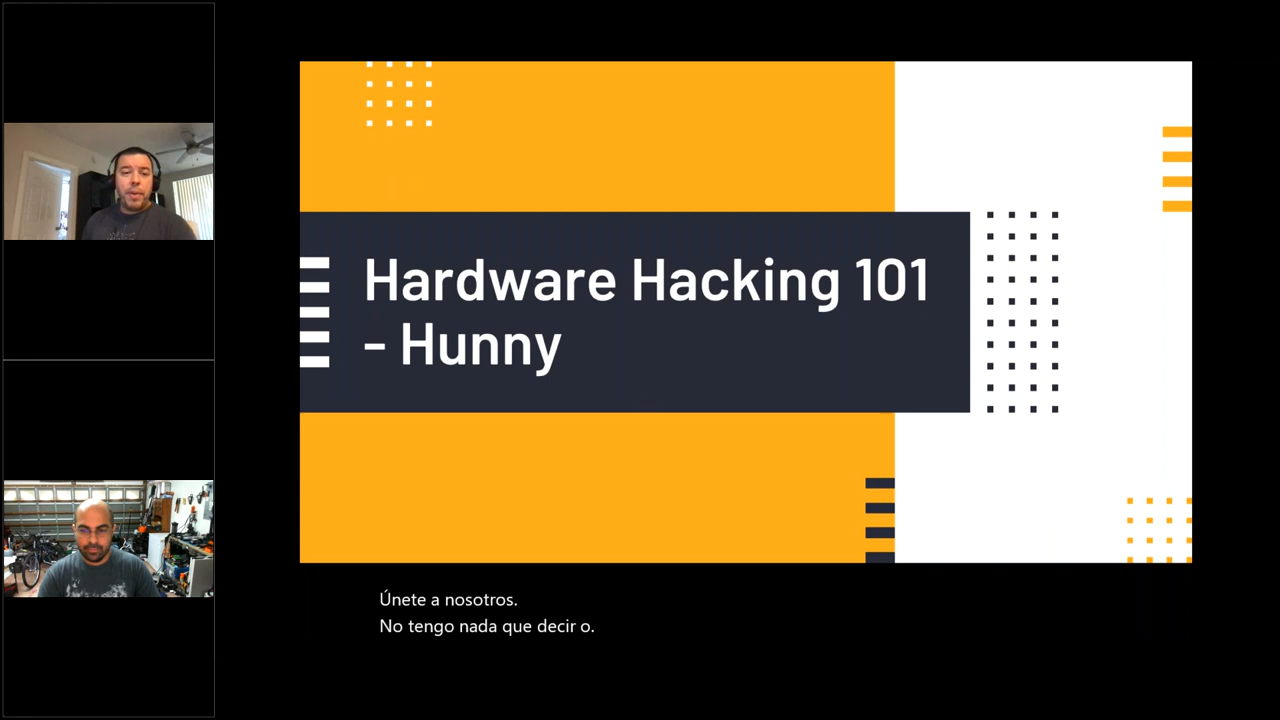 Hardware Hacking 101
- Hunny
Únete a nosotros.
No tengo nada que decir o.